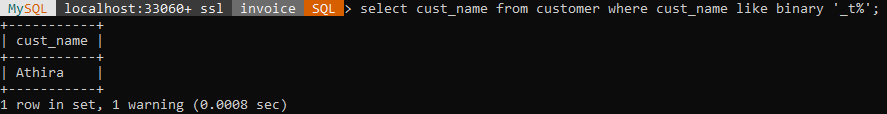 MySQL localhost:33060+ ssl invoice SQL > select cust_name from customer where cust_name like binary '_t%';
+-----------+
| cust_name |
+-----------+
| Athira    |
+-----------+
1 row in set, 1 warning (0.0008 sec)